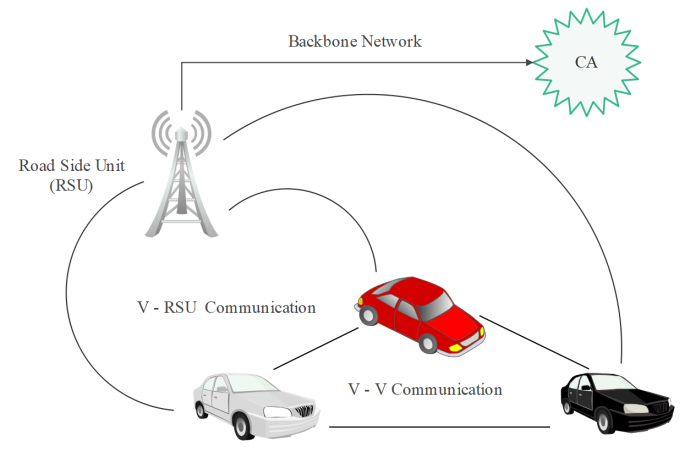 Backbone Network
CA
Road Side Unit
(RSU)
V - RSU Communication
V - V Communication